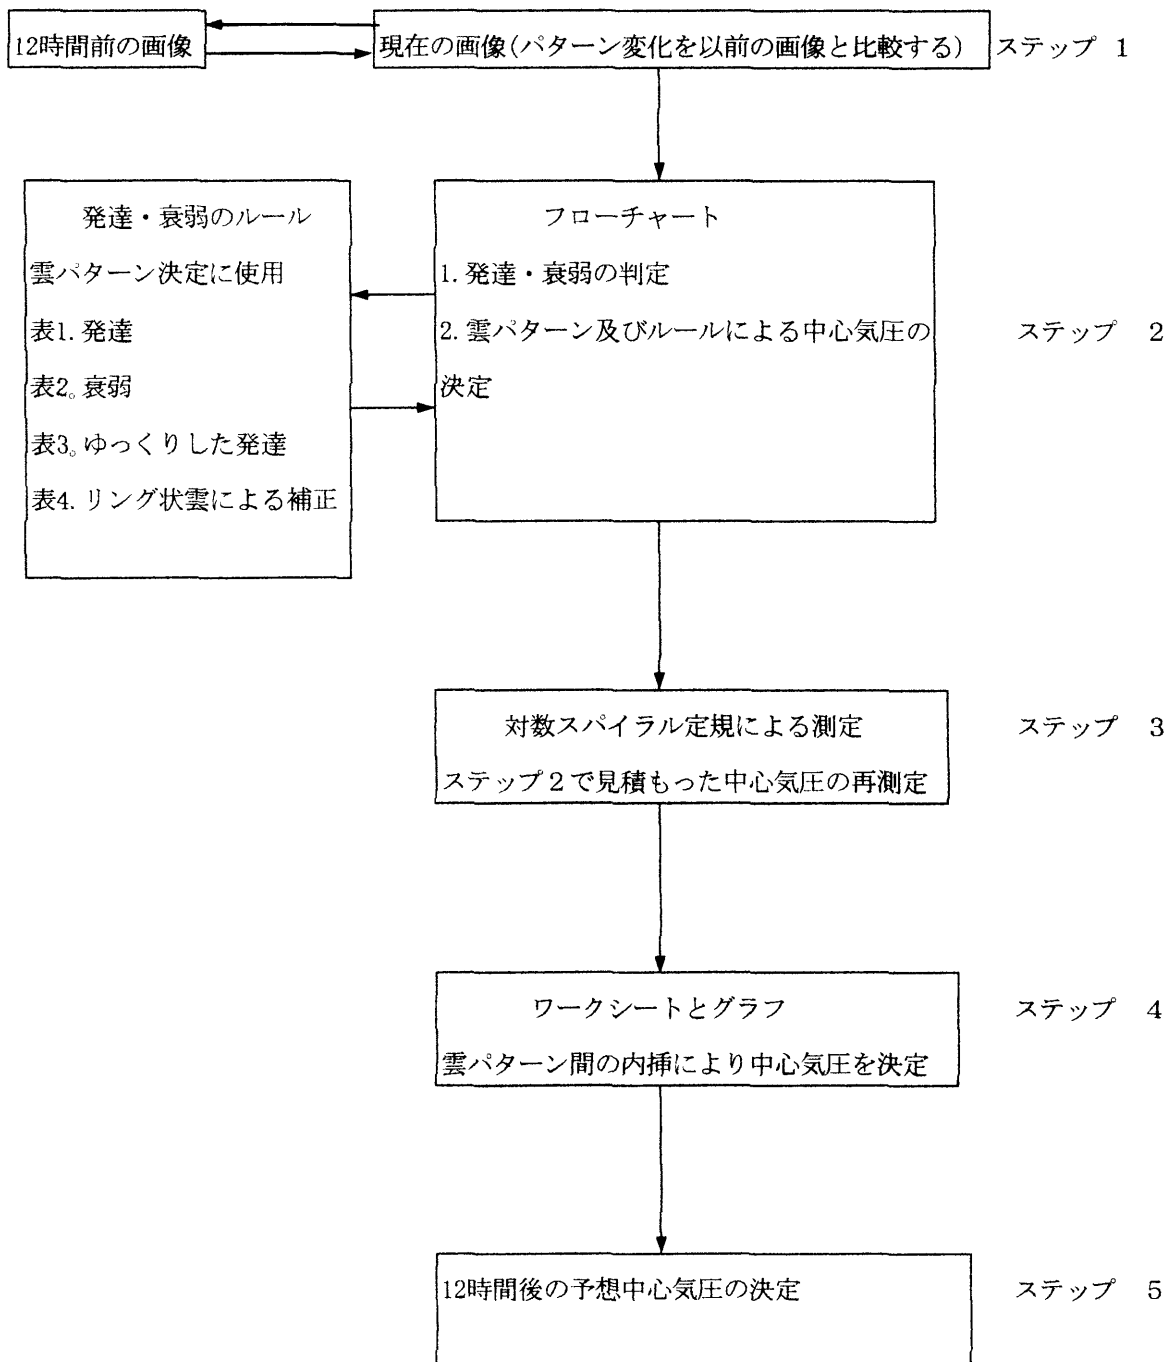 12時間前の画像
現在の画像(パターン変化を以前の画像と比較する)
ステップ 1
発達・衰弱のルール
雲パターン決定に使用
表1. 発達
表2。衰弱
表3。ゆっくりした発達
表4. リング状雲による補正
フローチャート
1. 発達・衰弱の判定
2. 雲パターン及びルールによる中心気圧の
決定
ステップ 2
対数スパイラル定規による測定
ステップ2で見積もった中心気圧の再測定
ステップ 3
ワークシートとグラフ
雲パターン間の内挿により中心気圧を決定
ステップ 4
12時間後の予想中心気圧の決定
ステップ 5